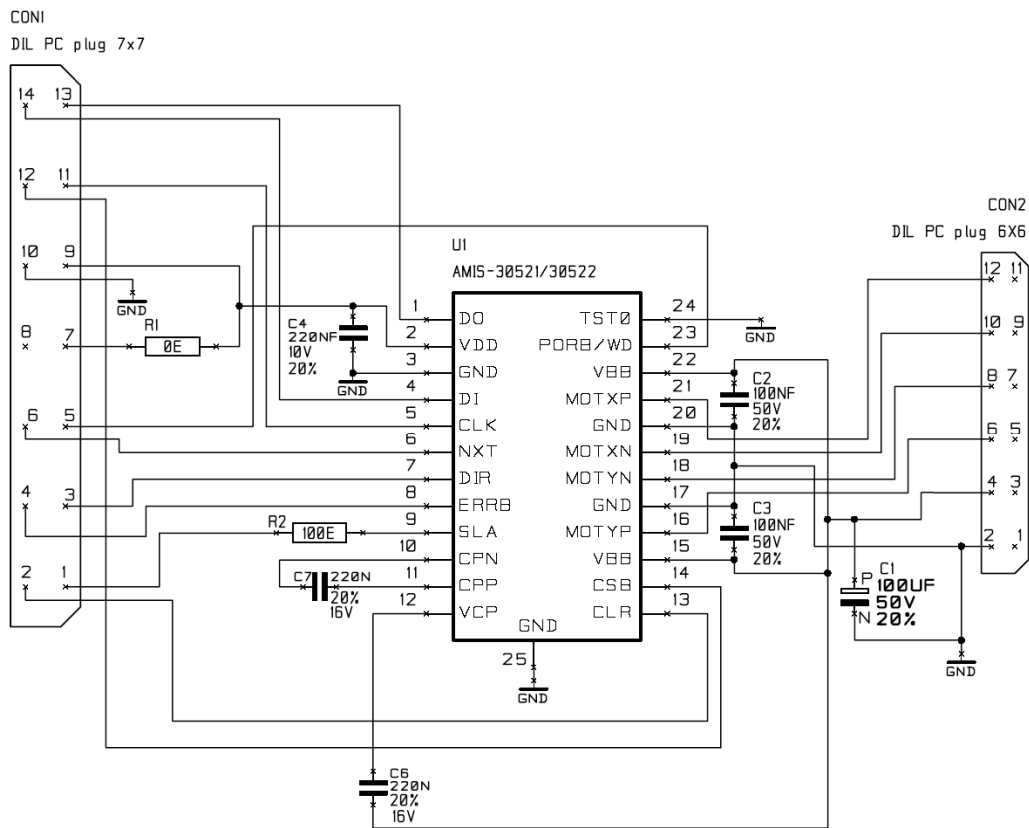 CON1
DIL PC plug 7x7
14 13
12 11
10 9
GND
8 7
R1
0E
6 5
4 3
2 1
C4
220NF
10V
20%
GND
U1
AMIS-30521/30522
1 DO
2 VDD
3 GND
4 DI
5 CLK
6 NXT
7 DIR
8 ERRB
9 SLA
10 CPN
11 CPP
12 VCP
TST0 24
PORB/WD 23
VBB 22
MOTXP 21
GND 20
MOTXN 19
MOTYN 18
GND 17
MOTYP 16
VBB 15
CSB 14
CLR 13
GND
25
GND
GND
R2
100E
C7 220N
20%
16V
C6
220N
20%
16V
C2
100NF
50V
20%
C3
100NF
50V
20%
CON2
DIL PC plug 6X6
12 11
10 9
8 7
6 5
4 3
2 1
C1
P 100UF
50V
N 20%
GND